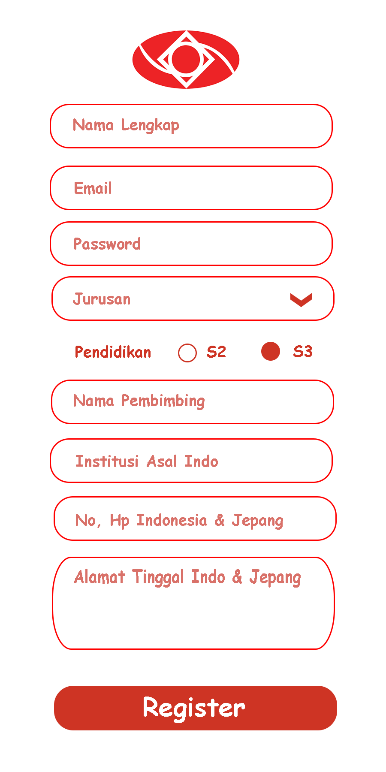 Nama Lengkap
Email
Password
Jurusan
Pendidikan S2 S3
Nama Pembimbing
Institusi Asal Indo
No, Hp Indonesia & Jepang
Alamat Tinggal Indo & Jepang
Register